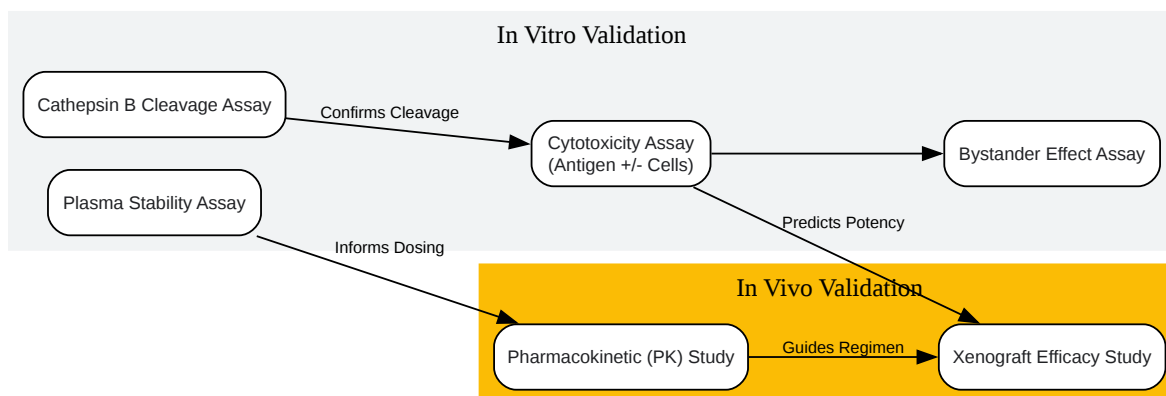 In Vitro Validation
Cathepsin B Cleavage Assay
Confirms Cleavage
Cytotoxicity Assay
(Antigen +/- Cells)
Bystander Effect Assay
Plasma Stability Assay
Predicts Potency
Informs Dosing
In Vivo Validation
Pharmacokinetic (PK) Study
Guides Regimen
Xenograft Efficacy Study